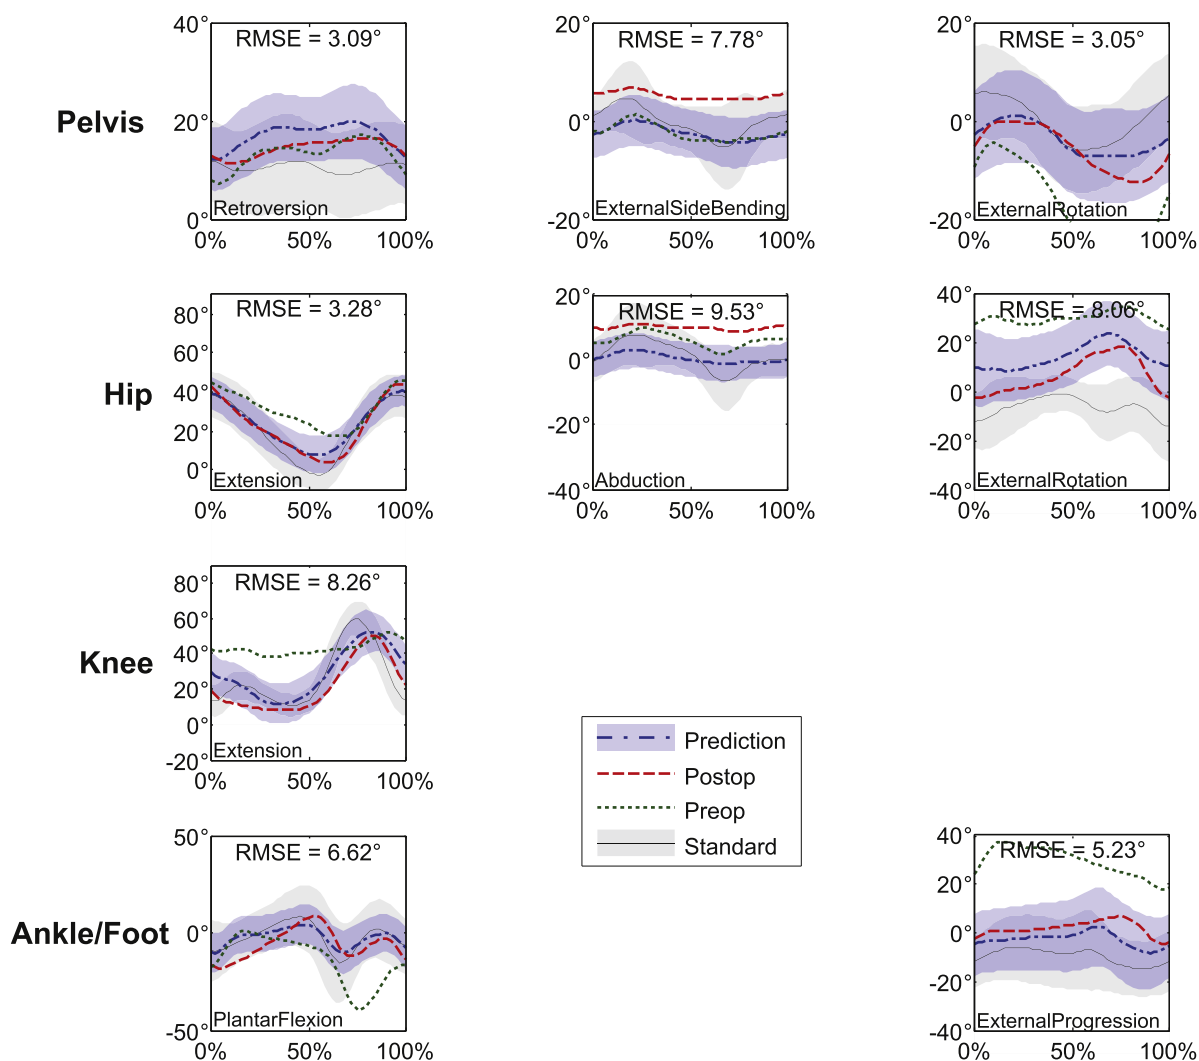 Pelvis
40°
20°
0°
RMSE = 3.09°
Retroversion
0% 50% 100%
20°
0°
-20°
RMSE = 7.78°
ExternalSideBending
0% 50% 100%
20°
0°
-20°
RMSE = 3.05°
ExternalRotation
0% 50% 100%
Hip
80°
60°
40°
20°
0°
RMSE = 3.28°
Extension
0% 50% 100%
20°
0°
-20°
-40°
RMSE = 9.53°
Abduction
0% 50% 100%
40°
20°
0°
-20°
-40°
RMSE = 8.06°
ExternalRotation
0% 50% 100%
Knee
80°
60°
40°
20°
0°
-20°
RMSE = 8.26°
Extension
0% 50% 100%
Prediction
Postop
Preop
Standard
Ankle/Foot
50°
0°
-50°
RMSE = 6.62°
PlantarFlexion
0% 50% 100%
40°
20°
0°
-20°
-40°
RMSE = 5.23°
ExternalProgression
0% 50% 100%